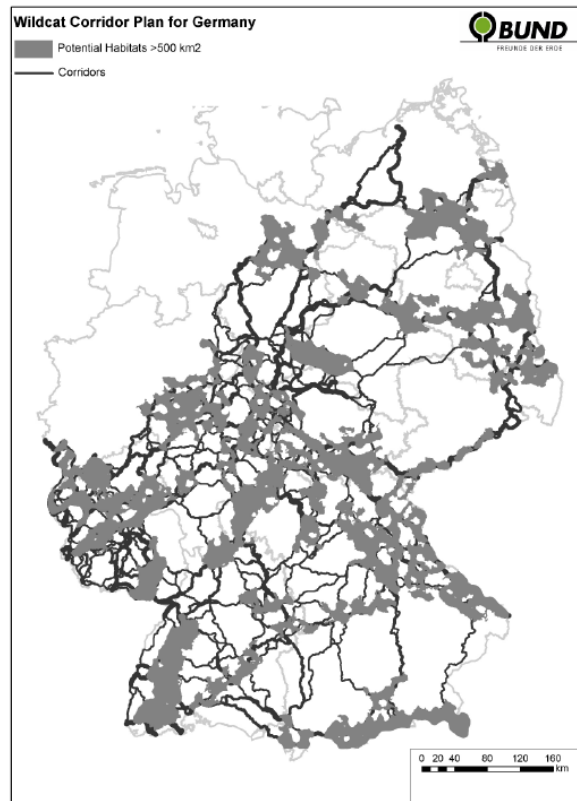 Wildcat Corridor Plan for Germany
Potential Habitats >500 km2
Corridors
BUND
FREUNDE DER ERDE
0 20 40 80 120 160
km